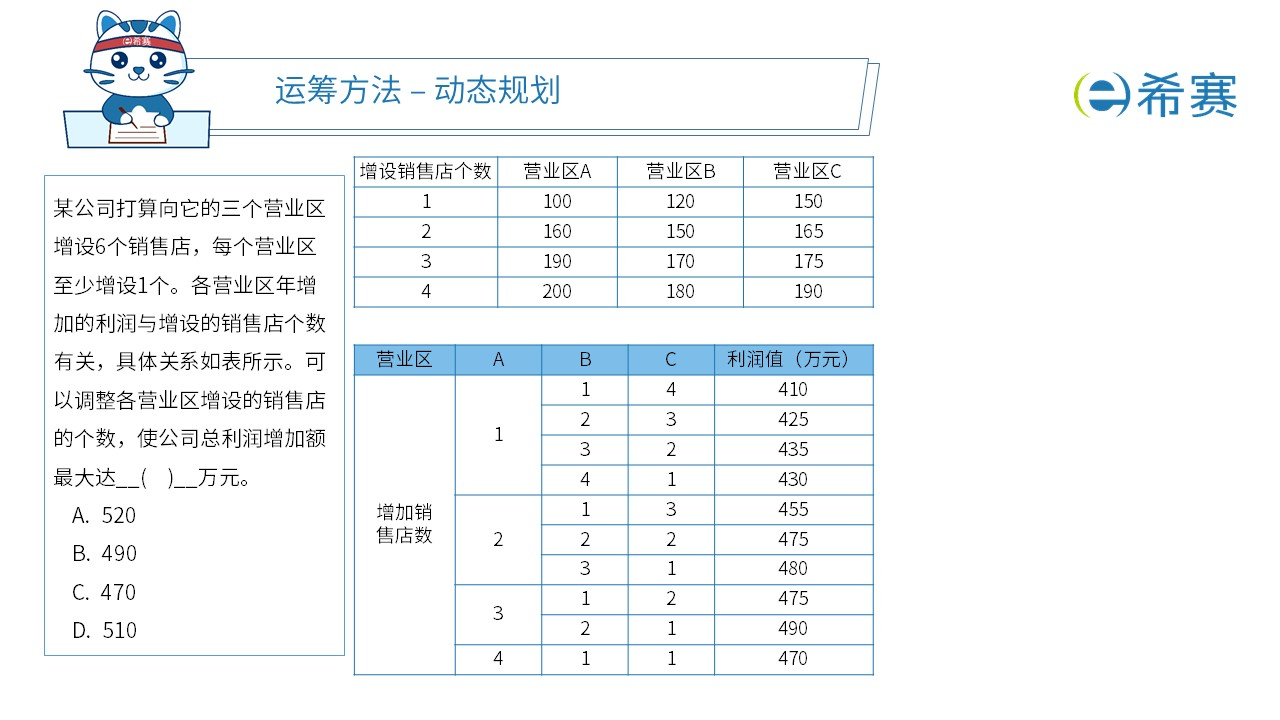 希赛
运筹方法 – 动态规划
希赛
某公司打算向它的三个营业区
增设6个销售店，每个营业区
至少增设1个。各营业区年增
加的利润与增设的销售店个数
有关，具体关系如表所示。可
以调整各营业区增设的销售店
的个数，使公司总利润增加额
最大达__( )__万元。
A. 520
B. 490
C. 470
D. 510
增设销售店个数 营业区A 营业区B 营业区C
1 100 120 150
2 160 150 165
3 190 170 175
4 200 180 190
营业区 A B C 利润值（万元）
增加销
售店数
1
1 4 410
2 3 425
3 2 435
4 1 430
2
1 3 455
2 2 475
3 1 480
3
1 2 475
2 1 490
4 1 1 470